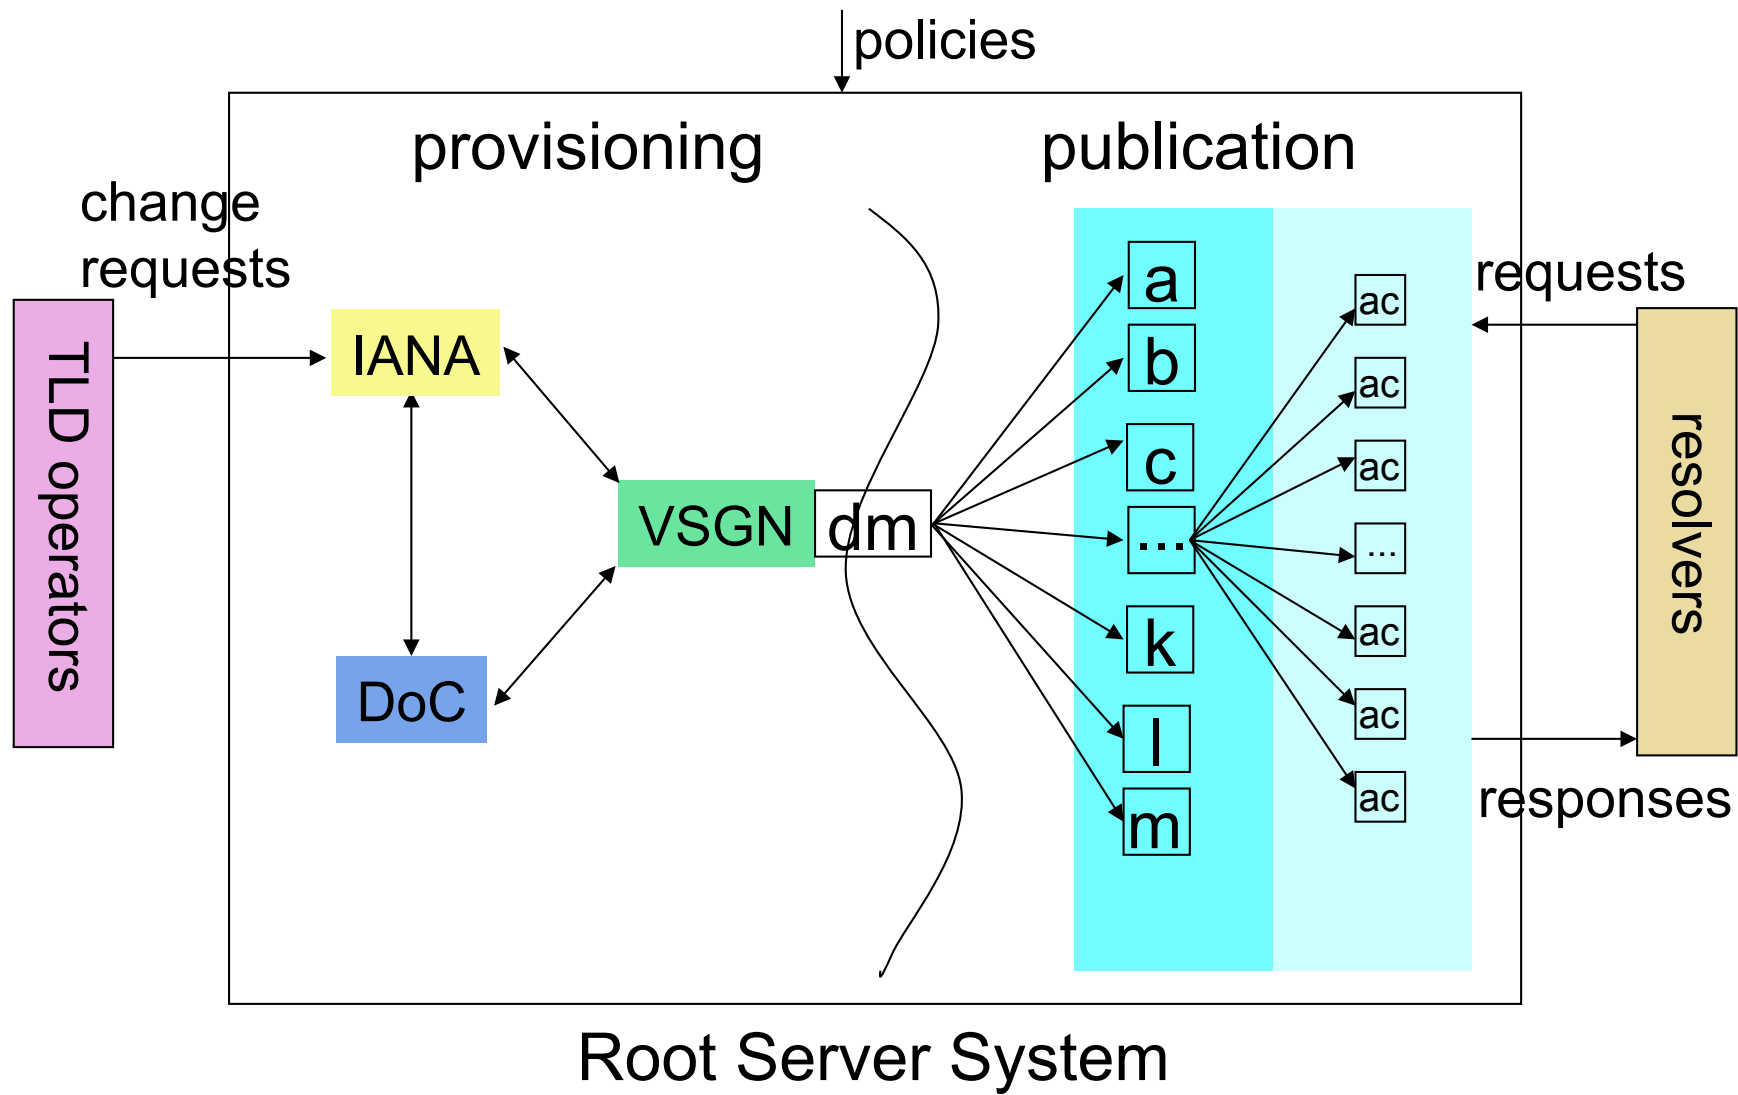 policies
provisioning
publication
change
requests
TLD operators
IANA
DoC
VSGN
dm
a
b
c
...
k
l
m
ac
ac
ac
...
ac
ac
ac
requests
resolvers
responses
Root Server System